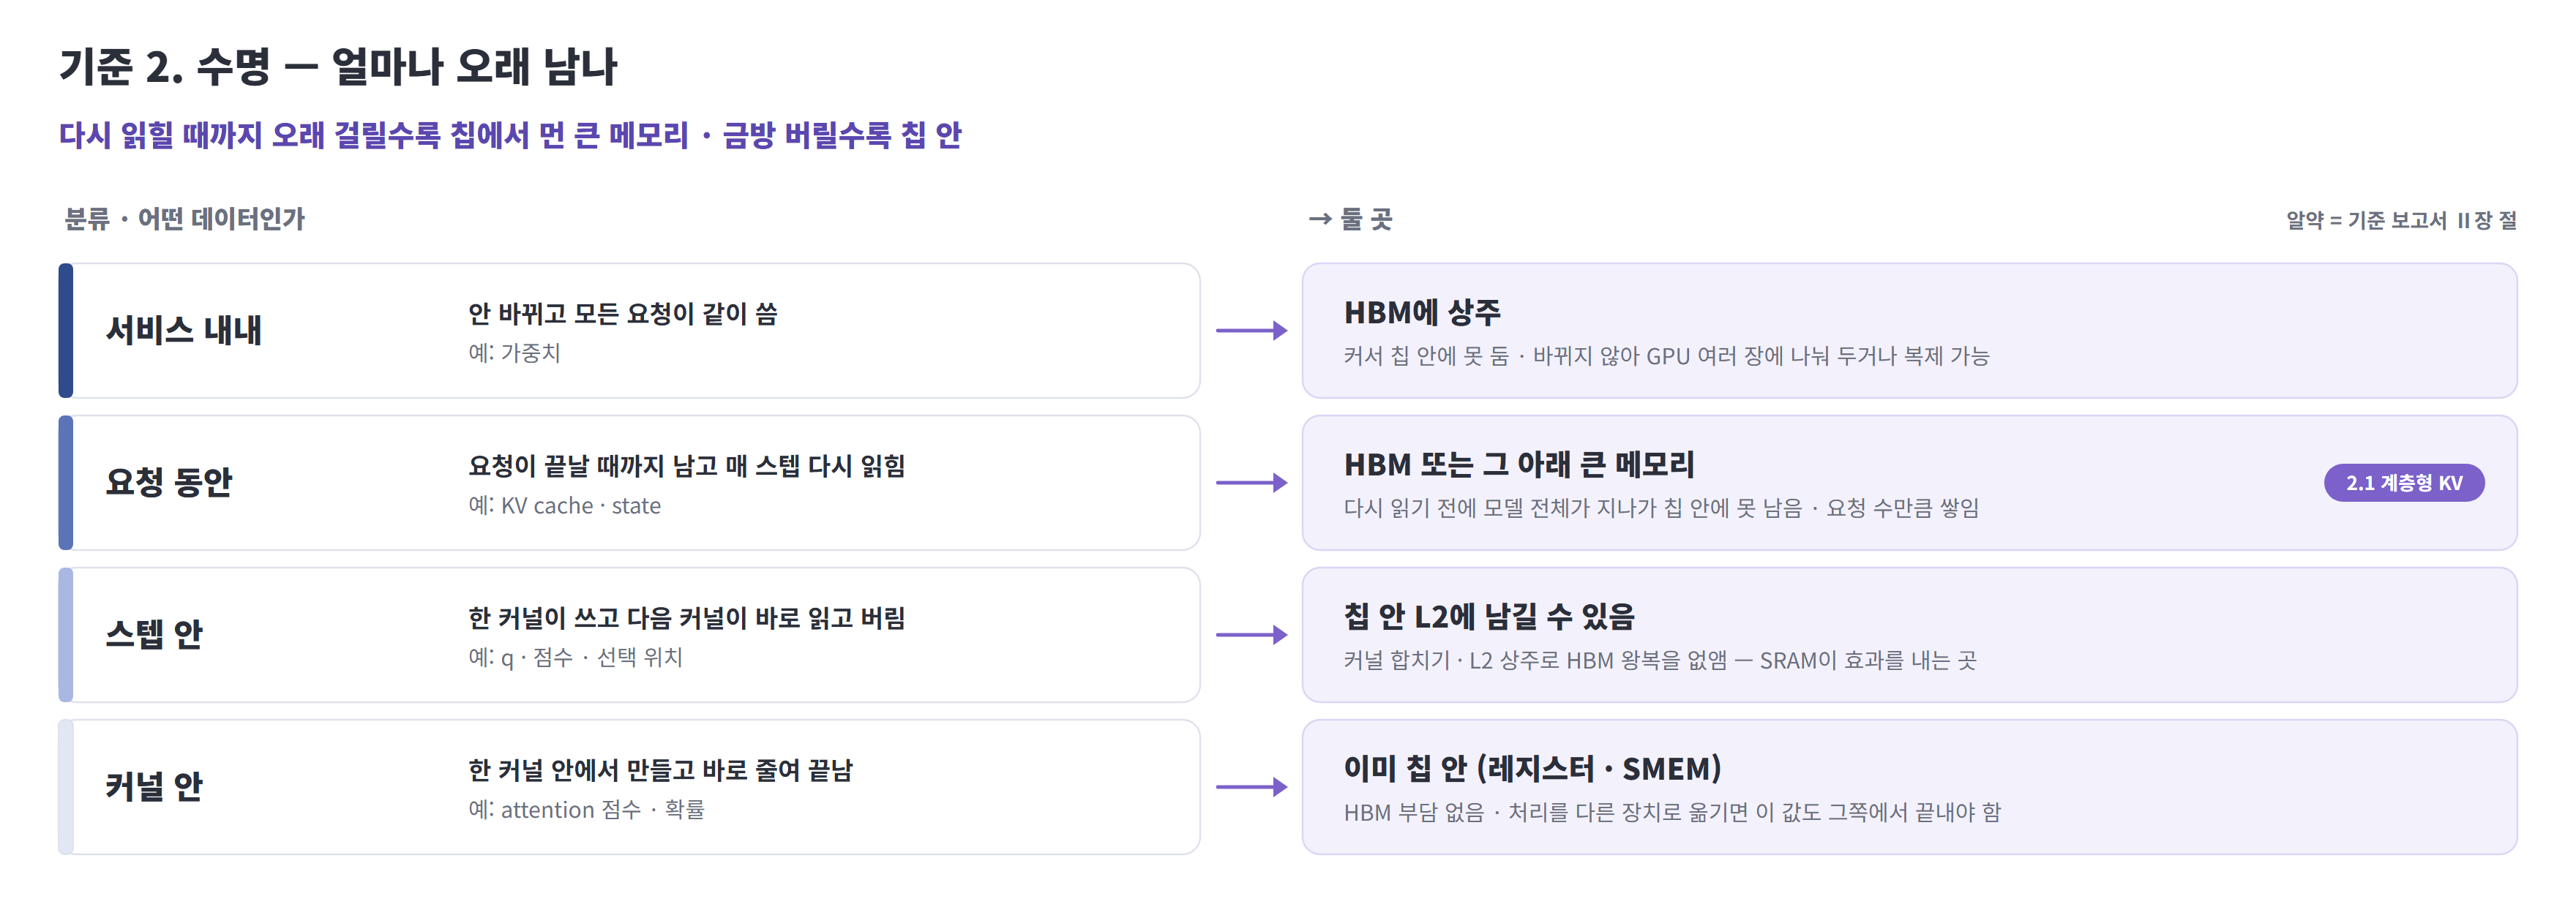 기준 2. 수명 — 얼마나 오래 남나
다시 읽힐 때까지 오래 걸릴수록 칩에서 먼 큰 메모리 · 금방 버릴수록 칩 안
분류 · 어떤 데이터인가
→ 둘 곳
알약 = 기준 보고서 Ⅱ장 절
서비스 내내
안 바뀌고 모든 요청이 같이 씀
예: 가중치
HBM에 상주
커서 칩 안에 못 둠 · 바뀌지 않아 GPU 여러 장에 나눠 두거나 복제 가능
요청 동안
요청이 끝날 때까지 남고 매 스텝 다시 읽힘
예: KV cache · state
HBM 또는 그 아래 큰 메모리
다시 읽기 전에 모델 전체가 지나가 칩 안에 못 남음 · 요청 수만큼 쌓임
2.1 계층형 KV
스텝 안
한 커널이 쓰고 다음 커널이 바로 읽고 버림
예: q · 점수 · 선택 위치
칩 안 L2에 남길 수 있음
커널 합치기 · L2 상주로 HBM 왕복을 없앰 — SRAM이 효과를 내는 곳
커널 안
한 커널 안에서 만들고 바로 줄여 끝남
예: attention 점수 · 확률
이미 칩 안 (레지스터 · SMEM)
HBM 부담 없음 · 처리를 다른 장치로 옮기면 이 값도 그쪽에서 끝내야 함